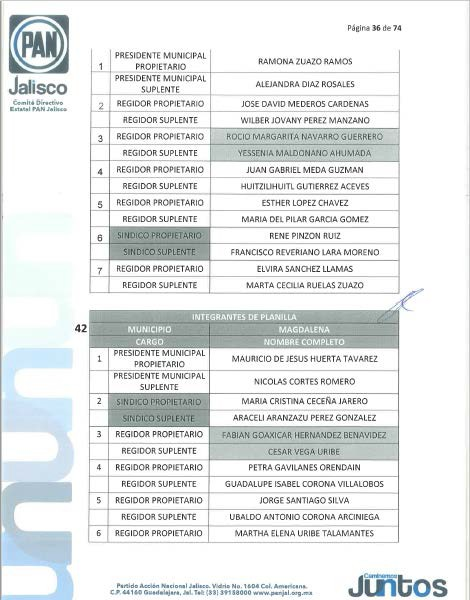 Página 36 de 74
PAN
Jalisco
Comité Directivo
Estatal PAN Jalisco
1 PRESIDENTE MUNICIPAL PROPIETARIO RAMONA ZUAZO RAMOS
PRESIDENTE MUNICIPAL SUPLENTE ALEJANDRA DIAZ ROSALES
2 REGIDOR PROPIETARIO JOSE DAVID MEDEROS CARDENAS
REGIDOR SUPLENTE WILBER JOVANY PEREZ MANZANO
3 REGIDOR PROPIETARIO ROCIO MARGARITA NAVARRO GUERRERO
REGIDOR SUPLENTE YESSENIA MALDONANO AHUMADA
4 REGIDOR PROPIETARIO JUAN GABRIEL MEDA GUZMAN
REGIDOR SUPLENTE HUITZILIHUITL GUTIERREZ ACEVES
5 REGIDOR PROPIETARIO ESTHER LOPEZ CHAVEZ
REGIDOR SUPLENTE MARIA DEL PILAR GARCIA GOMEZ
6 SINDICO PROPIETARIO RENE PINZON RUIZ
SINDICO SUPLENTE FRANCISCO REVERIANO LARA MORENO
7 REGIDOR PROPIETARIO ELVIRA SANCHEZ LLAMAS
REGIDOR SUPLENTE MARTA CECILIA RUELAS ZUAZO
INTEGRANTES DE PLANILLA
42 MUNICIPIO MAGDALENA
CARGO NOMBRE COMPLETO
1 PRESIDENTE MUNICIPAL PROPIETARIO MAURICIO DE JESUS HUERTA TAVAREZ
PRESIDENTE MUNICIPAL SUPLENTE NICOLAS CORTES ROMERO
2 SINDICO PROPIETARIO MARIA CRISTINA CECEÑA JARERO
SINDICO SUPLENTE ARACELI ARANZAZU PEREZ GONZALEZ
3 REGIDOR PROPIETARIO FABIAN GOAXICAR HERNANDEZ BENAVIDEZ
REGIDOR SUPLENTE CESAR VEGA URIBE
4 REGIDOR PROPIETARIO PETRA GAVILANES ORENDAIN
REGIDOR SUPLENTE GUADALUPE ISABEL CORONA VILLALOBOS
5 REGIDOR PROPIETARIO JORGE SANTIAGO SILVA
REGIDOR SUPLENTE UBALDO ANTONIO CORONA ARCINIEGA
6 REGIDOR PROPIETARIO MARTHA ELENA URIBE TALAMANTES
Partido Acción Nacional Jalisco. Vidrio No. 1604 Col. Americana.
C.P. 44160 Guadalajara, Jal. Tel: (33) 39158000 www.panjal.org.mx
Caminemos
Juntos